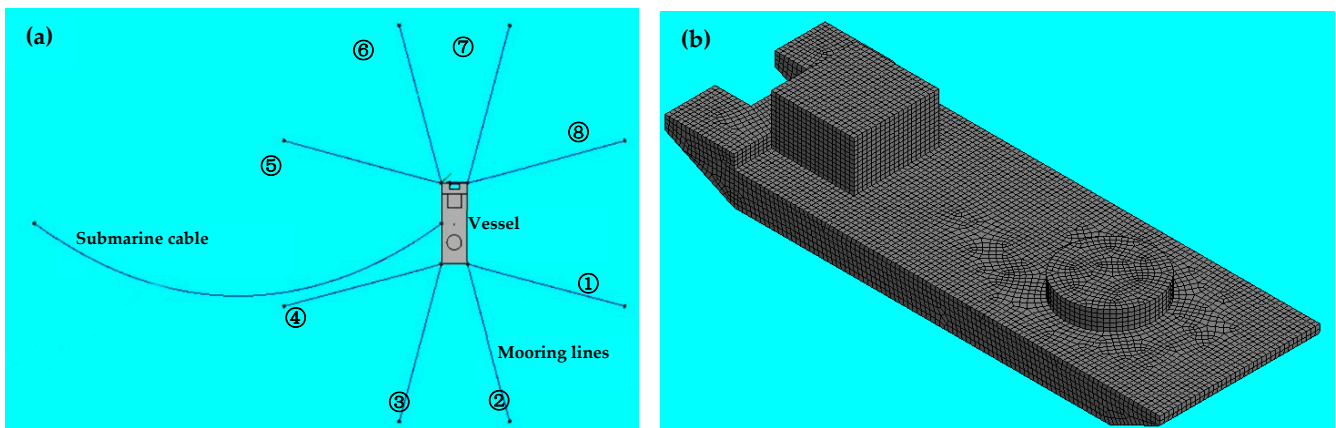 (a)
⑥
⑦
⑧
⑤
Vessel
Submarine cable
①
④
Mooring lines
③
②
(b)